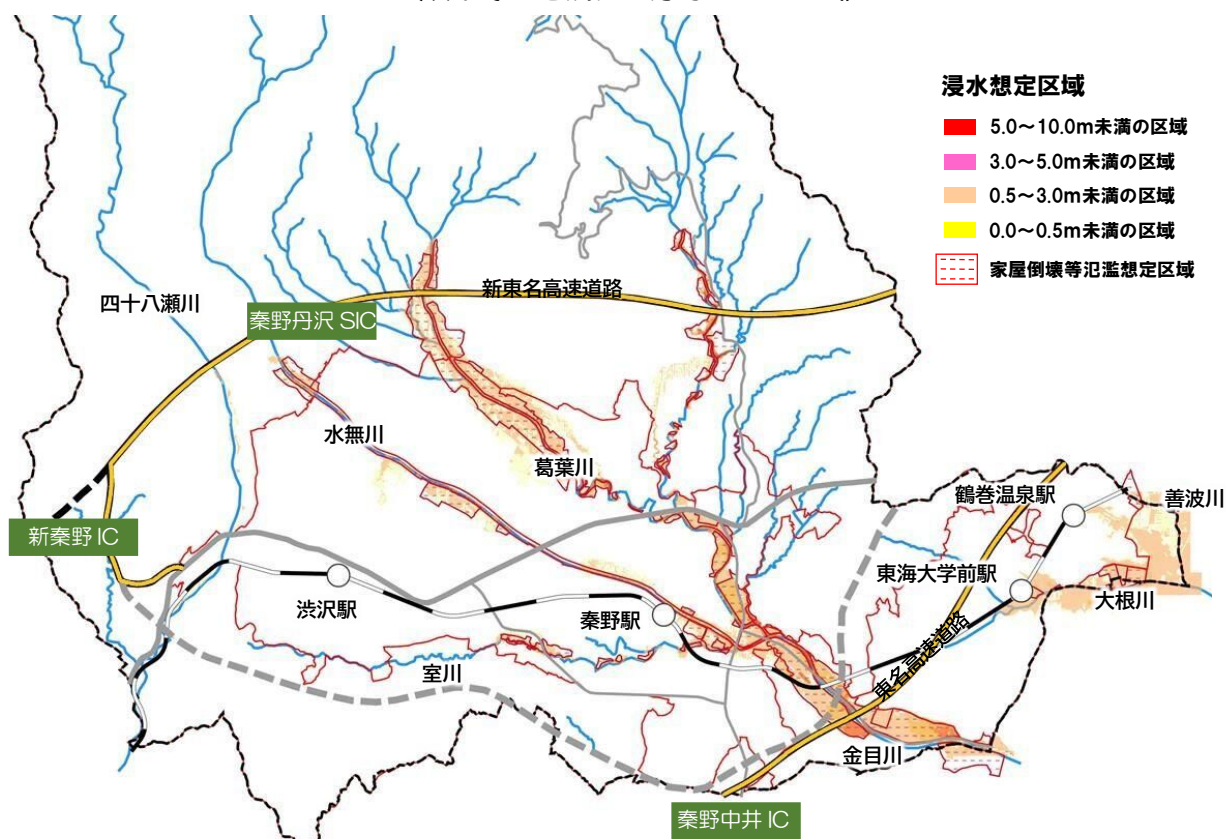 浸水想定区域
5.0～10.0m未満の区域
3.0～5.0m未満の区域
0.5～3.0m未満の区域
0.0～0.5m未満の区域
家屋倒壊等氾濫想定区域
新東名高速道路
四十八瀬川
秦野丹沢 SIC
水無川
葛葉川
鶴巻温泉駅
善波川
新秦野 IC
東海大学前駅
渋沢駅
大根川
秦野駅
東名高速道路
室川
金目川
秦野中井 IC